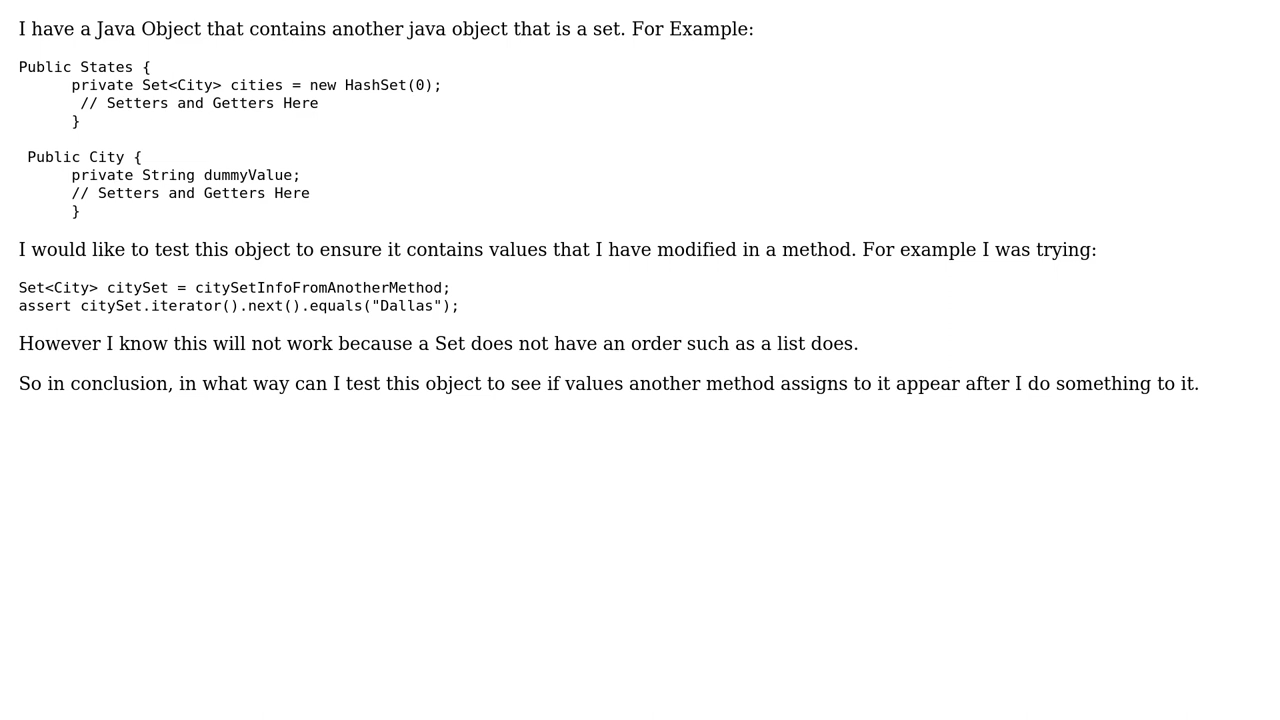 I have a Java Object that contains another java object that is a set. For Example:
Public States {
      private Set<City> cities = new HashSet(0);
       // Setters and Getters Here
      }
 Public City {
      private String dummyValue;
      // Setters and Getters Here
      }
I would like to test this object to ensure it contains values that I have modified in a method. For example I was trying:
Set<City> citySet = citySetInfoFromAnotherMethod;
assert citySet.iterator().next().equals("Dallas");
However I know this will not work because a Set does not have an order such as a list does.
So in conclusion, in what way can I test this object to see if values another method assigns to it appear after I do something to it.